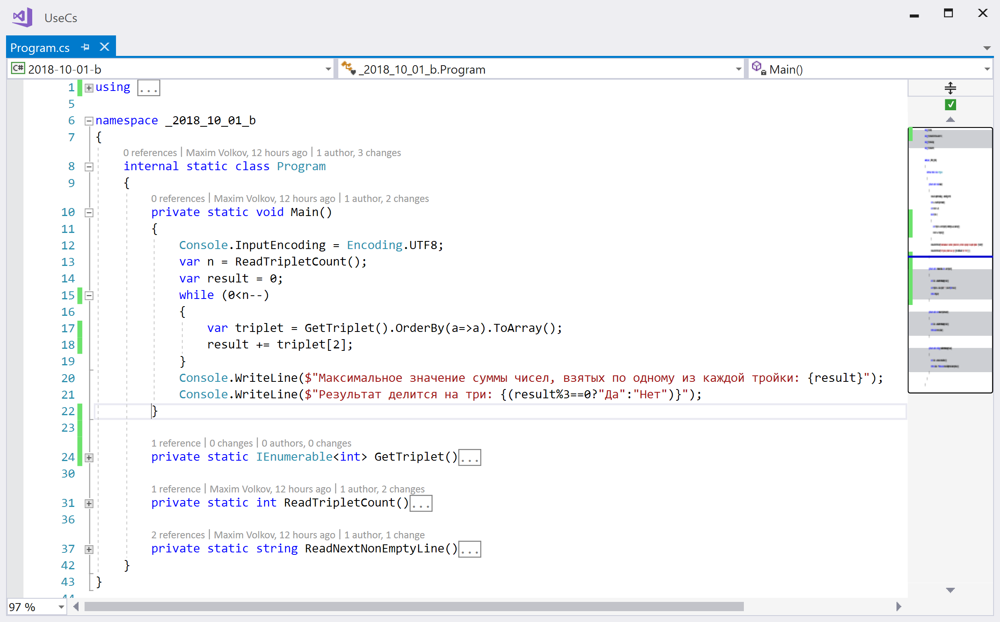 UseCs
Program.cs
C# 2018-10-01-b _2018_10_01_b.Program Main()
1 using ...
5
6 namespace _2018_10_01_b
7 {
0 references | Maxim Volkov, 12 hours ago | 1 author, 3 changes
8 internal static class Program
9 {
0 references | Maxim Volkov, 12 hours ago | 1 author, 2 changes
10 private static void Main()
11 {
12 Console.InputEncoding = Encoding.UTF8;
13 var n = ReadTripletCount();
14 var result = 0;
15 while (0<n--)
16 {
17 var triplet = GetTriplet().OrderBy(a=>a).ToArray();
18 result += triplet[2];
19 }
20 Console.WriteLine($"Максимальное значение суммы чисел, взятых по одному из каждой тройки: {result}");
21 Console.WriteLine($"Результат делится на три: {(result%3==0?"Да":"Нет")}");
22 }
23
1 reference | 0 changes | 0 authors, 0 changes
24 private static IEnumerable<int> GetTriplet()...
30
1 reference | Maxim Volkov, 12 hours ago | 1 author, 2 changes
31 private static int ReadTripletCount()...
36
2 references | Maxim Volkov, 12 hours ago | 1 author, 1 change
37 private static string ReadNextNonEmptyLine()...
42 }
43 }
44
97 %